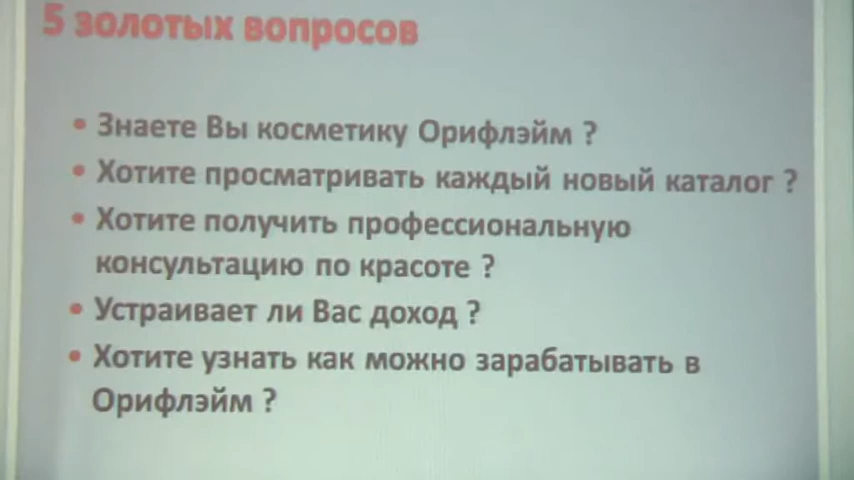 5 золотых вопросов
• Знаете Вы косметику Орифлэйм ?
• Хотите просматривать каждый новый каталог ?
• Хотите получить профессиональную
консультацию по красоте ?
• Устраивает ли Вас доход ?
• Хотите узнать как можно зарабатывать в
Орифлэйм ?